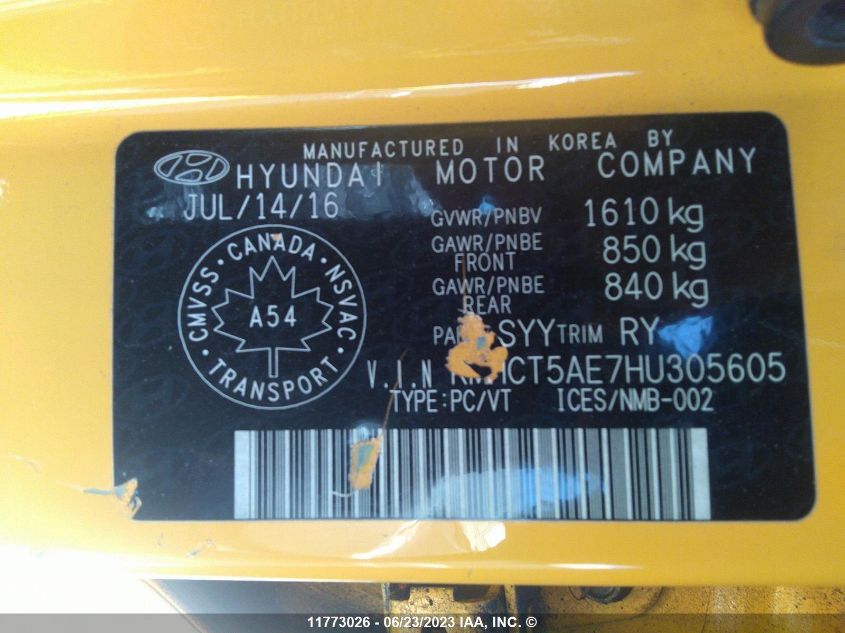 MANUFACTURED IN KOREA BY
HYUNDAI MOTOR COMPANY
JUL/14/16
GVWR/PNBV 1610 kg
GAWR/PNBE FRONT 850 kg
GAWR/PNBE REAR 840 kg
CMVSS • CANADA • NSVAC • TRANSPORT •
A54
SYY TRIM RY
V.I.N CT5AE7HU305605
TYPE:PC/VT ICES/NMB-002
11773026 - 06/23/2023 IAA, Inc. ©